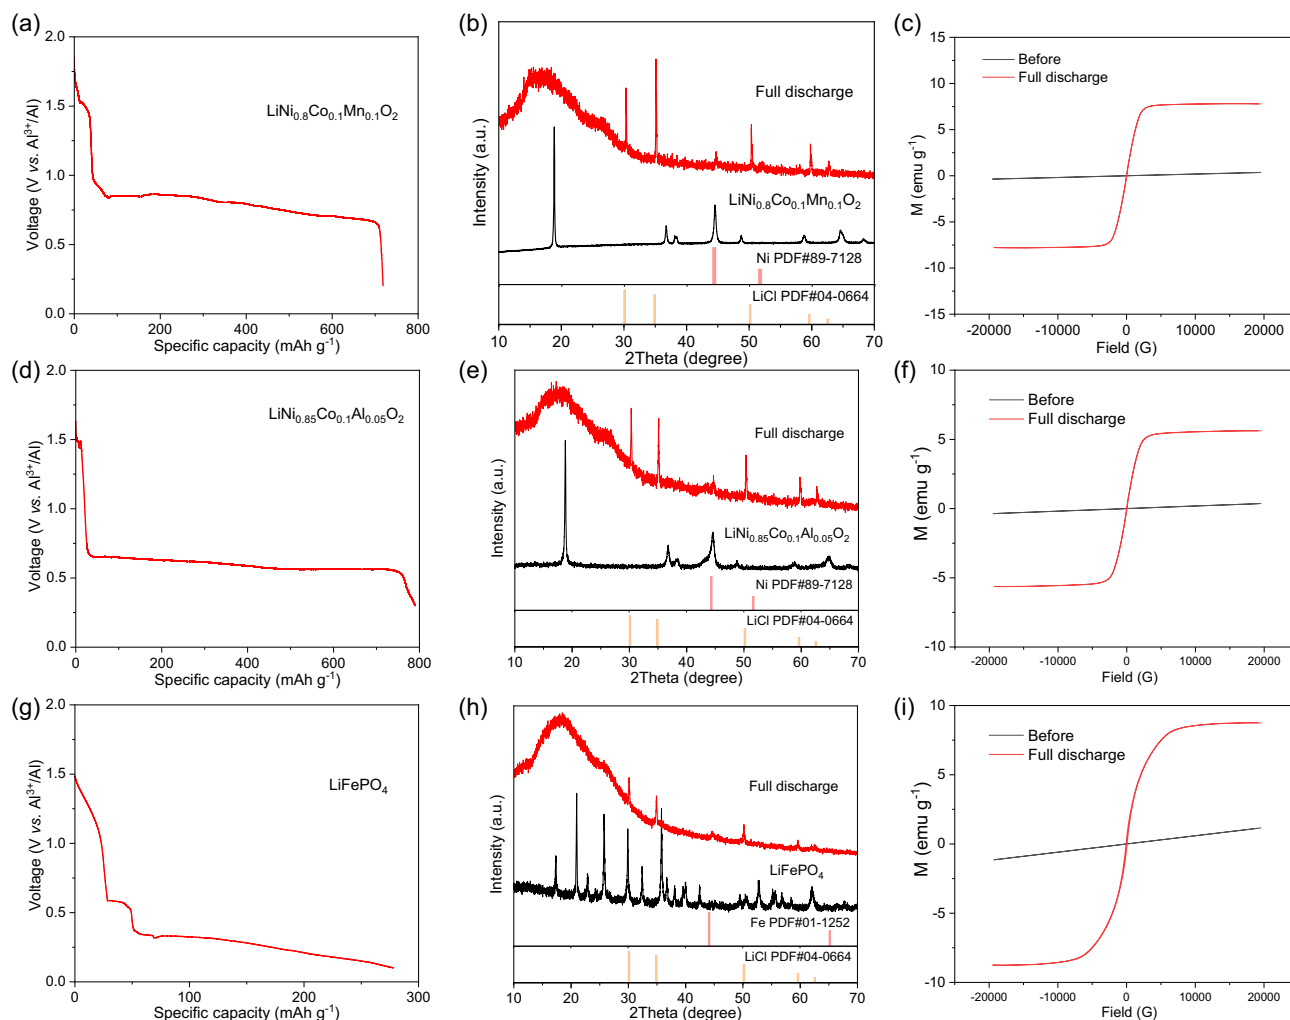 (a)
2.0
1.5
1.0
0.5
0.0
0 200 400 600 800
Voltage (V vs. Al³⁺/Al)
Specific capacity (mAh g⁻¹)
LiNi₀.₈Co₀.₁Mn₀.₁O₂
(b)
Full discharge
LiNi₀.₈Co₀.₁Mn₀.₁O₂
Ni PDF#89-7128
LiCl PDF#04-0664
10 20 30 40 50 60 70
2Theta (degree)
Intensity (a.u.)
(c)
Before
Full discharge
15
10
5
0
-5
-10
-15
-20000 -10000 0 10000 20000
Field (G)
M (emu g⁻¹)
(d)
2.0
1.5
1.0
0.5
0.0
0 200 400 600 800
Voltage (V vs. Al³⁺/Al)
Specific capacity (mAh g⁻¹)
LiNi₀.₈₅Co₀.₁Al₀.₀₅O₂
(e)
Full discharge
LiNi₀.₈₅Co₀.₁Al₀.₀₅O₂
Ni PDF#89-7128
LiCl PDF#04-0664
10 20 30 40 50 60 70
2Theta (degree)
Intensity (a.u.)
(f)
Before
Full discharge
10
5
0
-5
-10
-20000 -10000 0 10000 20000
Field (G)
M (emu g⁻¹)
(g)
2.0
1.5
1.0
0.5
0.0
0 100 200 300
Voltage (V vs. Al³⁺/Al)
Specific capacity (mAh g⁻¹)
LiFePO₄
(h)
Full discharge
LiFePO₄
Fe PDF#01-1252
LiCl PDF#04-0664
10 20 30 40 50 60 70
2Theta (degree)
Intensity (a.u.)
(i)
Before
Full discharge
10
5
0
-5
-10
-20000 -10000 0 10000 20000
Field (G)
M (emu g⁻¹)